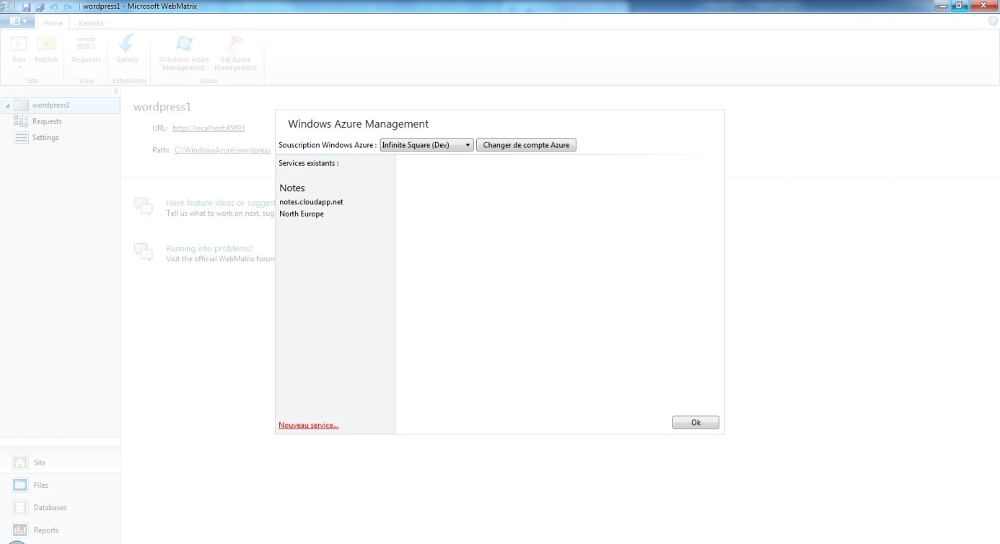 wordpress1 - Microsoft WebMatrix
Home Remote
Run Publish Requests Gallery Windows Azure Management Sql Azure Management
Site View Extensions Azure
wordpress1
Requests
Settings
wordpress1
URL: http://localhost:45893
Path: C:\WindowsAzure\wordpress
Have feature ideas or suggest
Tell us what to work on next, sug
Running into problems?
Visit the official WebMatrix forum
Windows Azure Management
Souscription Windows Azure : Infinite Square (Dev) Changer de compte Azure
Services existants :
Notes
notes.cloudapp.net
North Europe
Nouveau service...
Ok
Site
Files
Databases
Reports